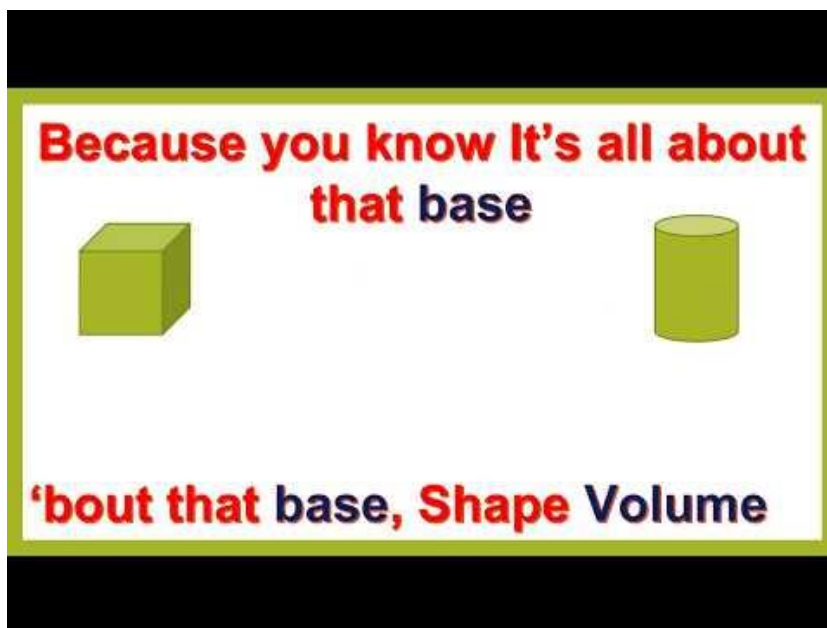 Because you know It’s all about
that base
‘bout that base, Shape Volume